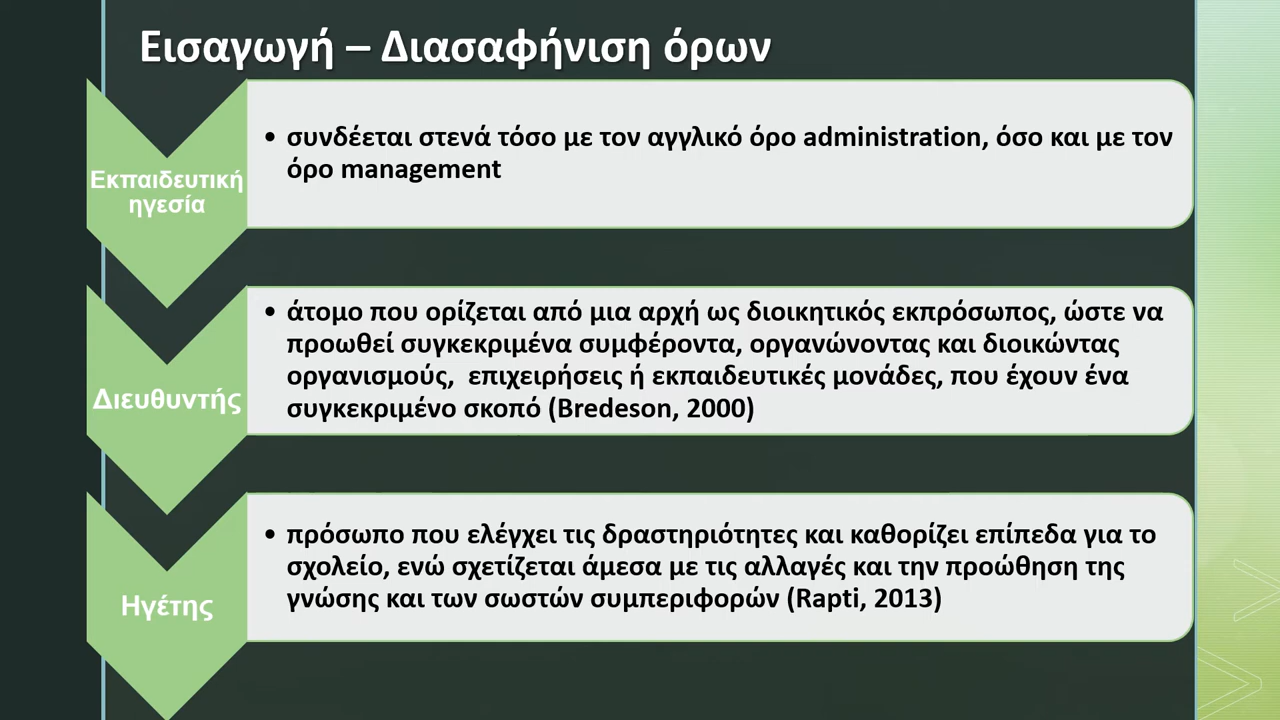 Εισαγωγή – Διασαφήνιση όρων
Εκπαιδευτική
ηγεσία
• συνδέεται στενά τόσο με τον αγγλικό όρο administration, όσο και με τον
όρο management
Διευθυντής
• άτομο που ορίζεται από μια αρχή ως διοικητικός εκπρόσωπος, ώστε να
προωθεί συγκεκριμένα συμφέροντα, οργανώνοντας και διοικώντας
οργανισμούς,  επιχειρήσεις ή εκπαιδευτικές μονάδες, που έχουν ένα
συγκεκριμένο σκοπό (Bredeson, 2000)
Ηγέτης
• πρόσωπο που ελέγχει τις δραστηριότητες και καθορίζει επίπεδα για το
σχολείο, ενώ σχετίζεται άμεσα με τις αλλαγές και την προώθηση της
γνώσης και των σωστών συμπεριφορών (Rapti, 2013)